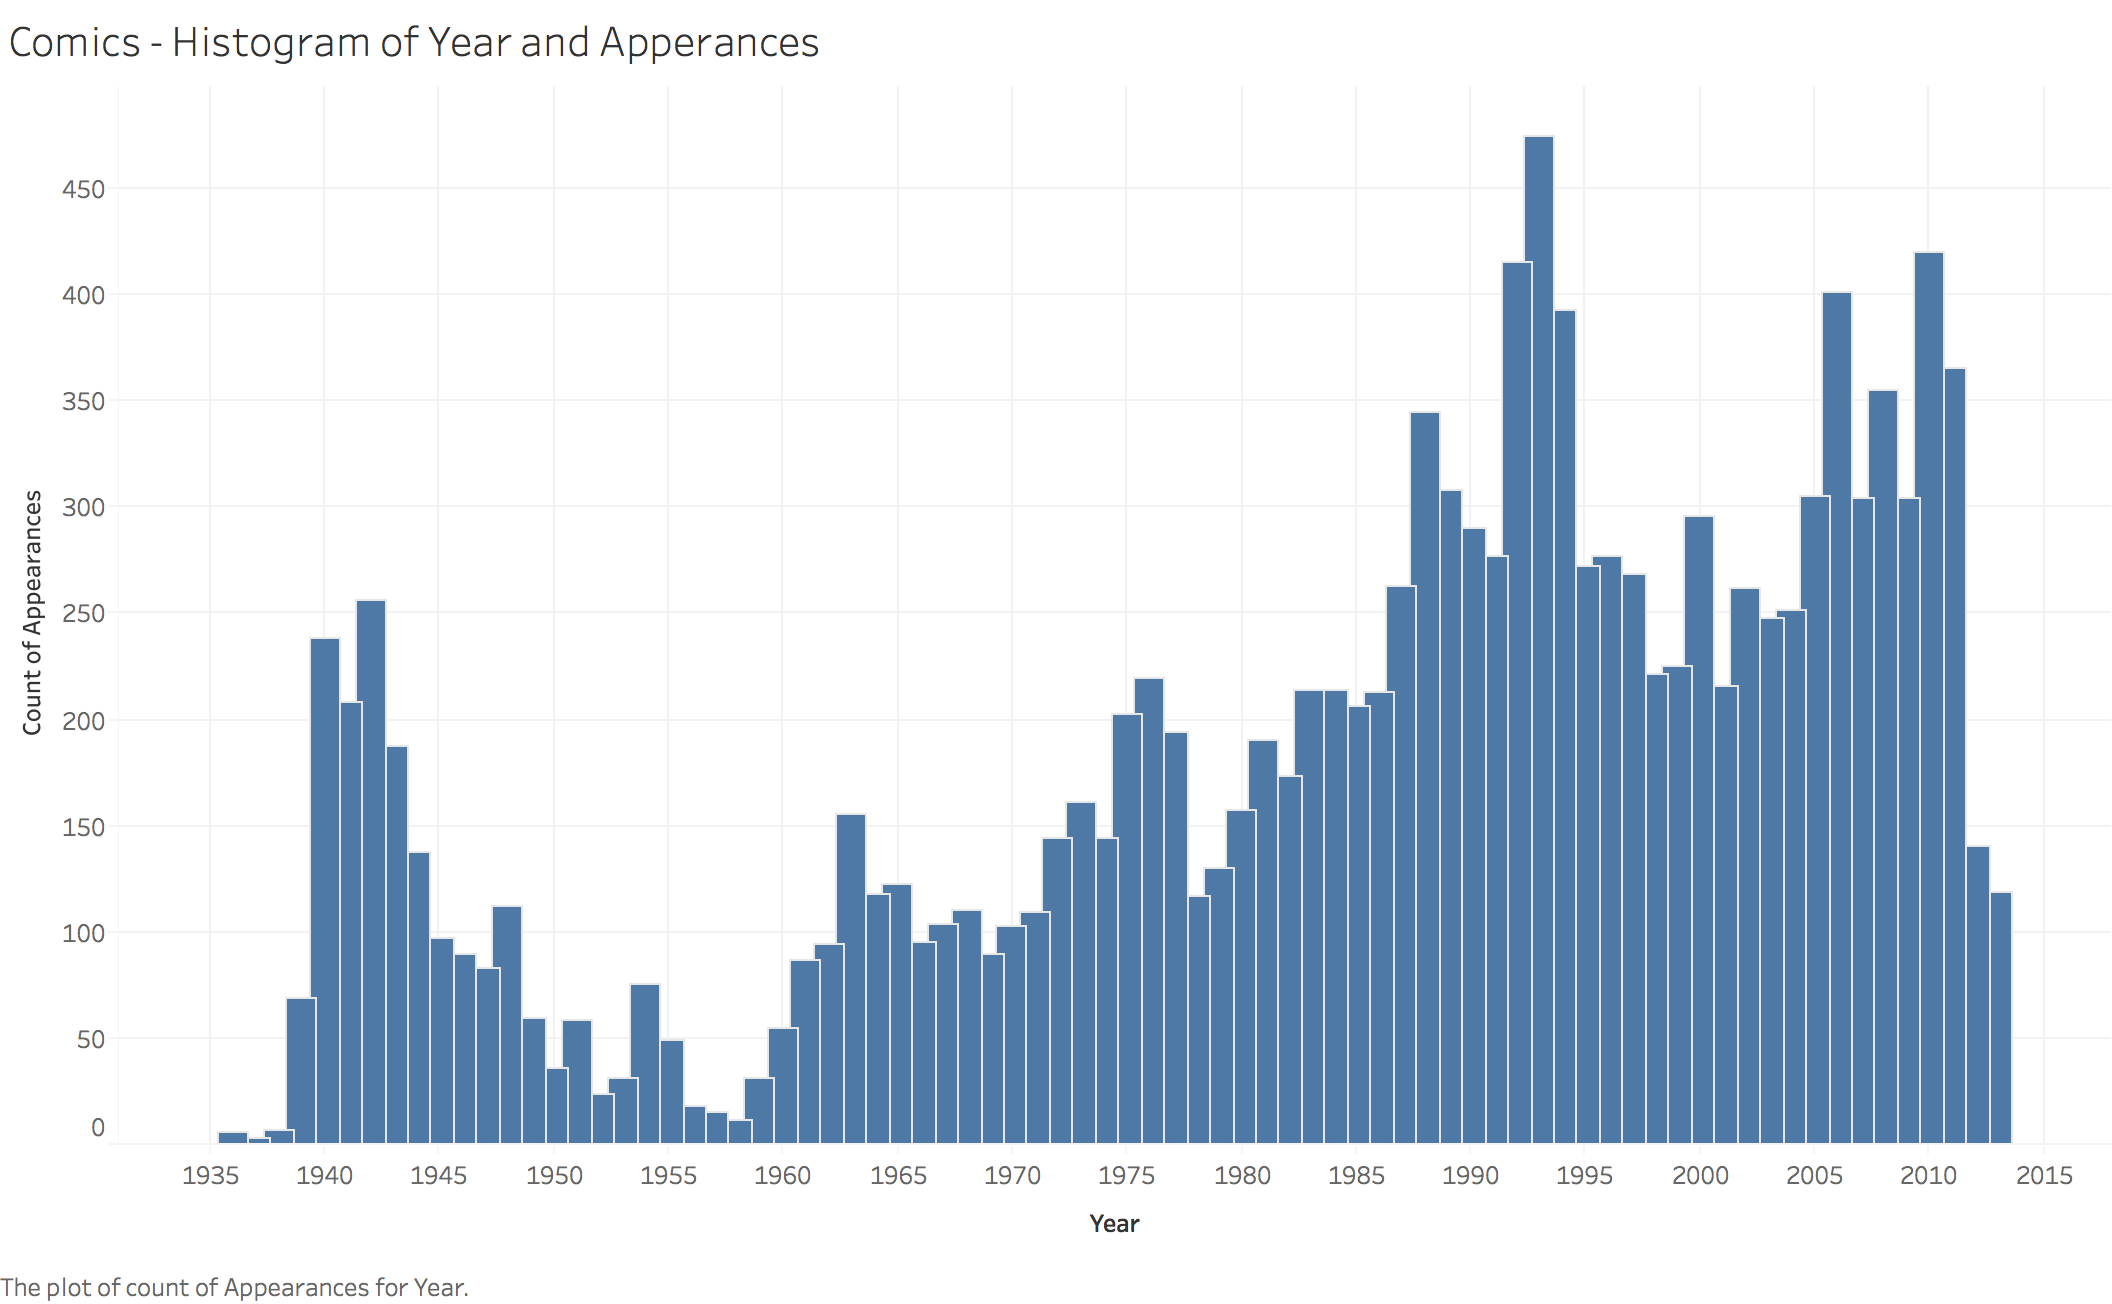 Comics - Histogram of Year and Apperances
Count of Appearances
450
400
350
300
250
200
150
100
50
0
1935 1940 1945 1950 1955 1960 1965 1970 1975 1980 1985 1990 1995 2000 2005 2010 2015
Year
The plot of count of Appearances for Year.